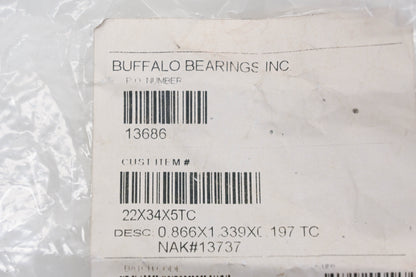 BUFFALO BEARINGS INC.
P.O. NUMBER
13686
CUST ITEM #
22X34X5TC
DESC: 0.866X1.339X0.197 TC
NAK#13737